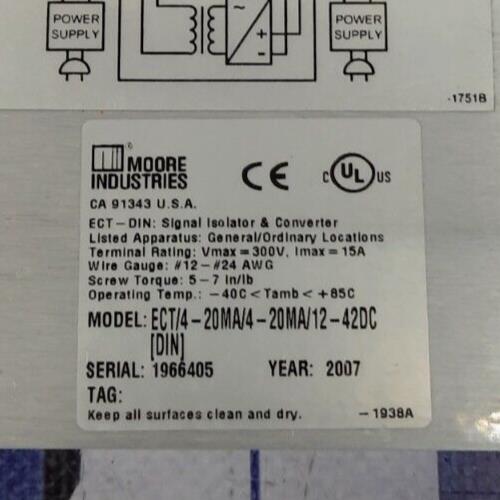 POWER
SUPPLY
~
+
-
POWER
SUPPLY
-1751B
MOORE
INDUSTRIES
CA 91343 U.S.A.
CE
C UL US
ECT-DIN: Signal Isolator & Converter
Listed Apparatus: General/Ordinary Locations
Terminal Rating: Vmax=300V, Imax=15A
Wire Gauge: #12-#24 AWG
Screw Torque: 5-7 in/lb
Operating Temp.: -40C<Tamb<+85C
MODEL: ECT/4-20MA/4-20MA/12-42DC
[DIN]
SERIAL: 1966405 YEAR: 2007
TAG:
Keep all surfaces clean and dry. -1938A